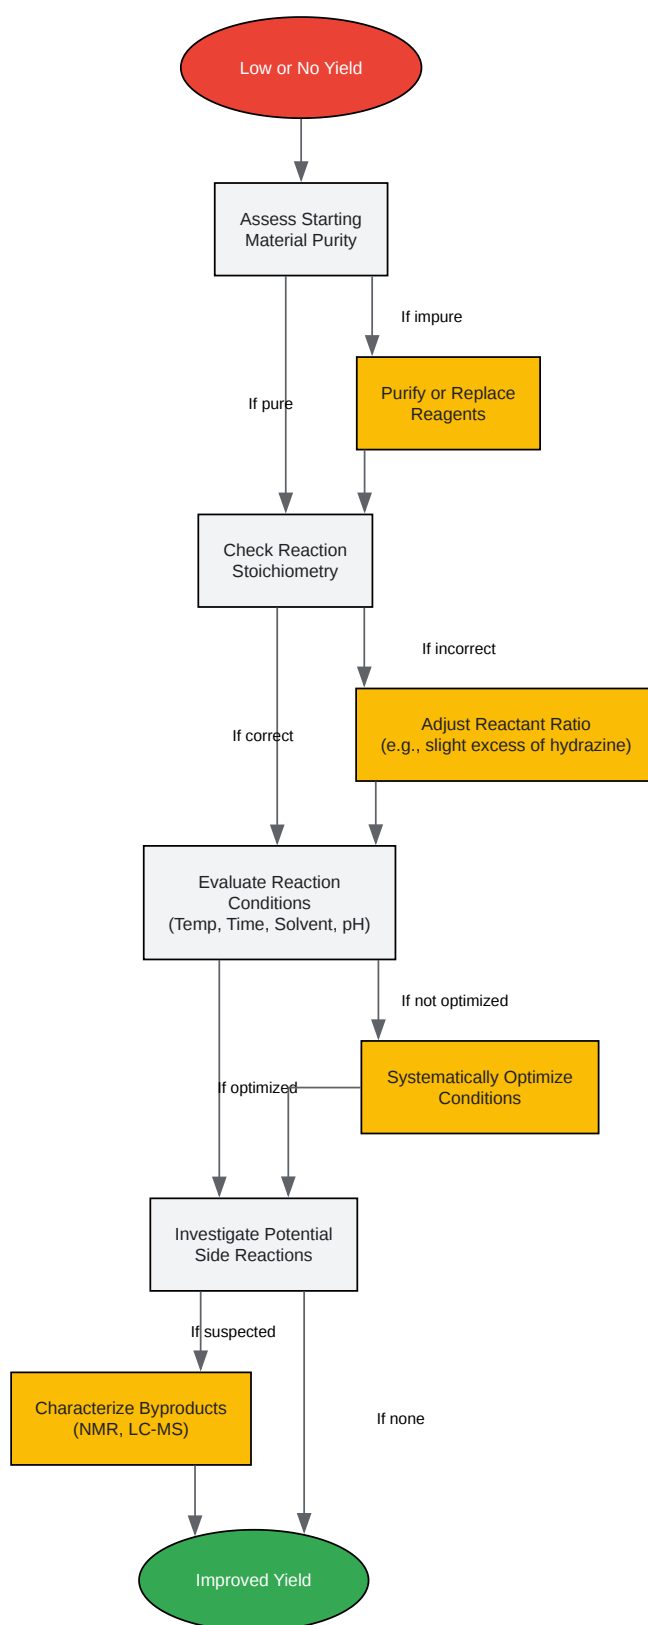 Low or No Yield
Assess Starting
Material Purity
If impure
Purify or Replace
Reagents
If pure
Check Reaction
Stoichiometry
If incorrect
Adjust Reactant Ratio
(e.g., slight excess of hydrazine)
If correct
Evaluate Reaction
Conditions
(Temp, Time, Solvent, pH)
If not optimized
Systematically Optimize
Conditions
If optimized
Investigate Potential
Side Reactions
If suspected
Characterize Byproducts
(NMR, LC-MS)
If none
Improved Yield